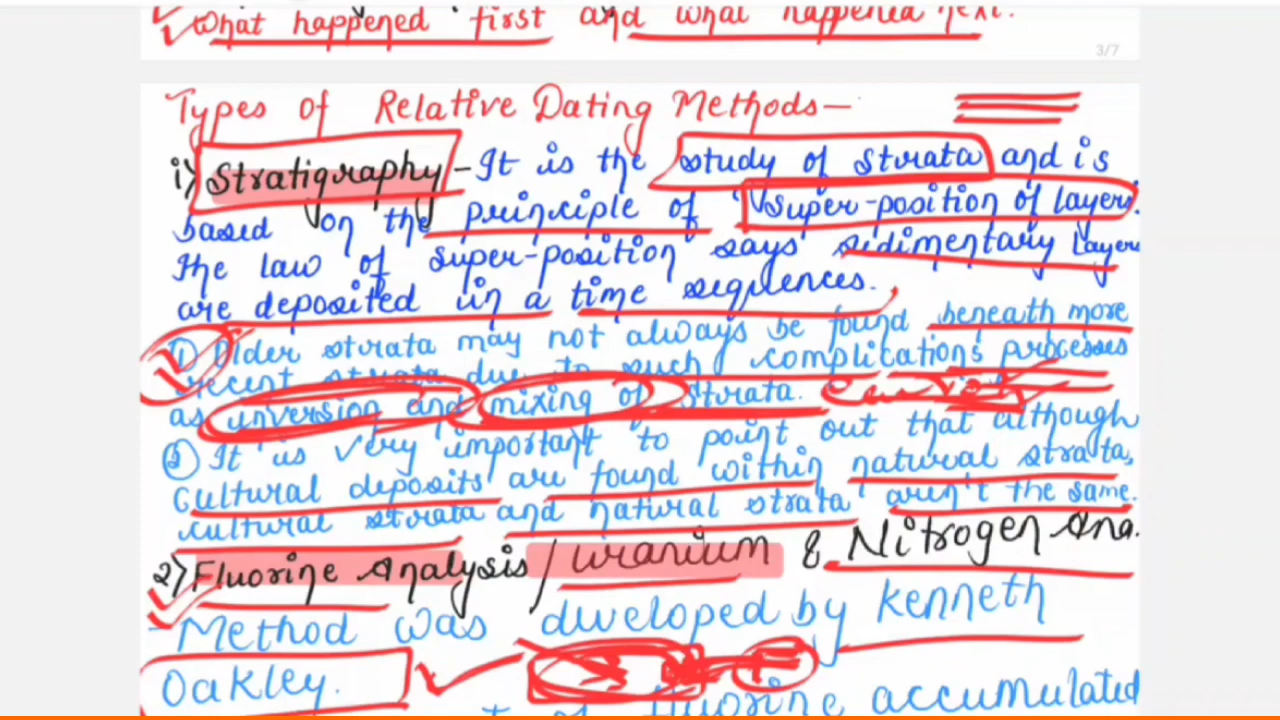 what happened first and what happened next.
3/7
Types of Relative Dating Methods—
i) Stratigraphy - It is the study of strata and is
based on the principle of "super-position of layers.
The law of super-position says sedimentary layers
are deposited in a time sequences.
① Older strata may not always be found beneath more
recent strata due to such complications processes
as inversion and mixing of strata.
② It is very important to point out that although
cultural deposits are found within natural strata,
cultural strata and natural strata aren't the same.
2) Fluorine Analysis / Uranium & Nitrogen Ana.
- Method was dweloped by Kenneth
Oakley.
of fluorine accumulated